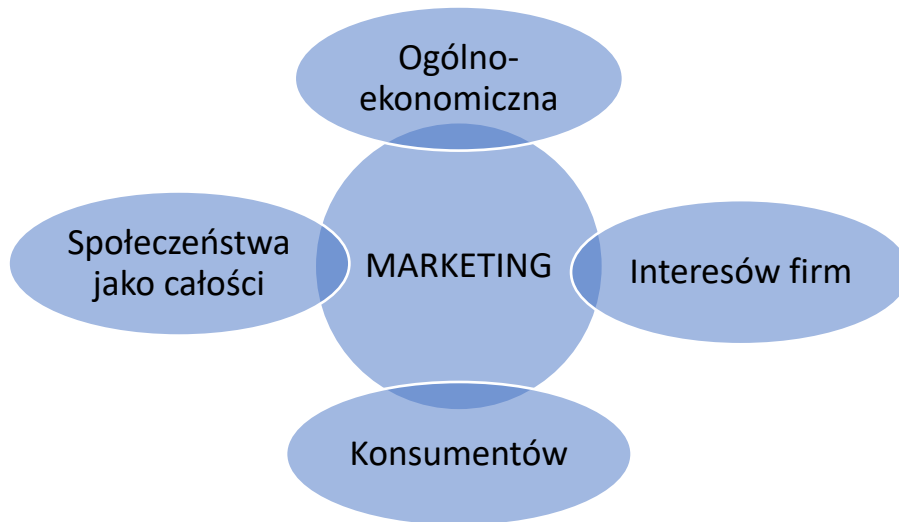 Ogólno-
ekonomiczna
Społeczeństwa
jako całości
MARKETING
Interesów firm
Konsumentów